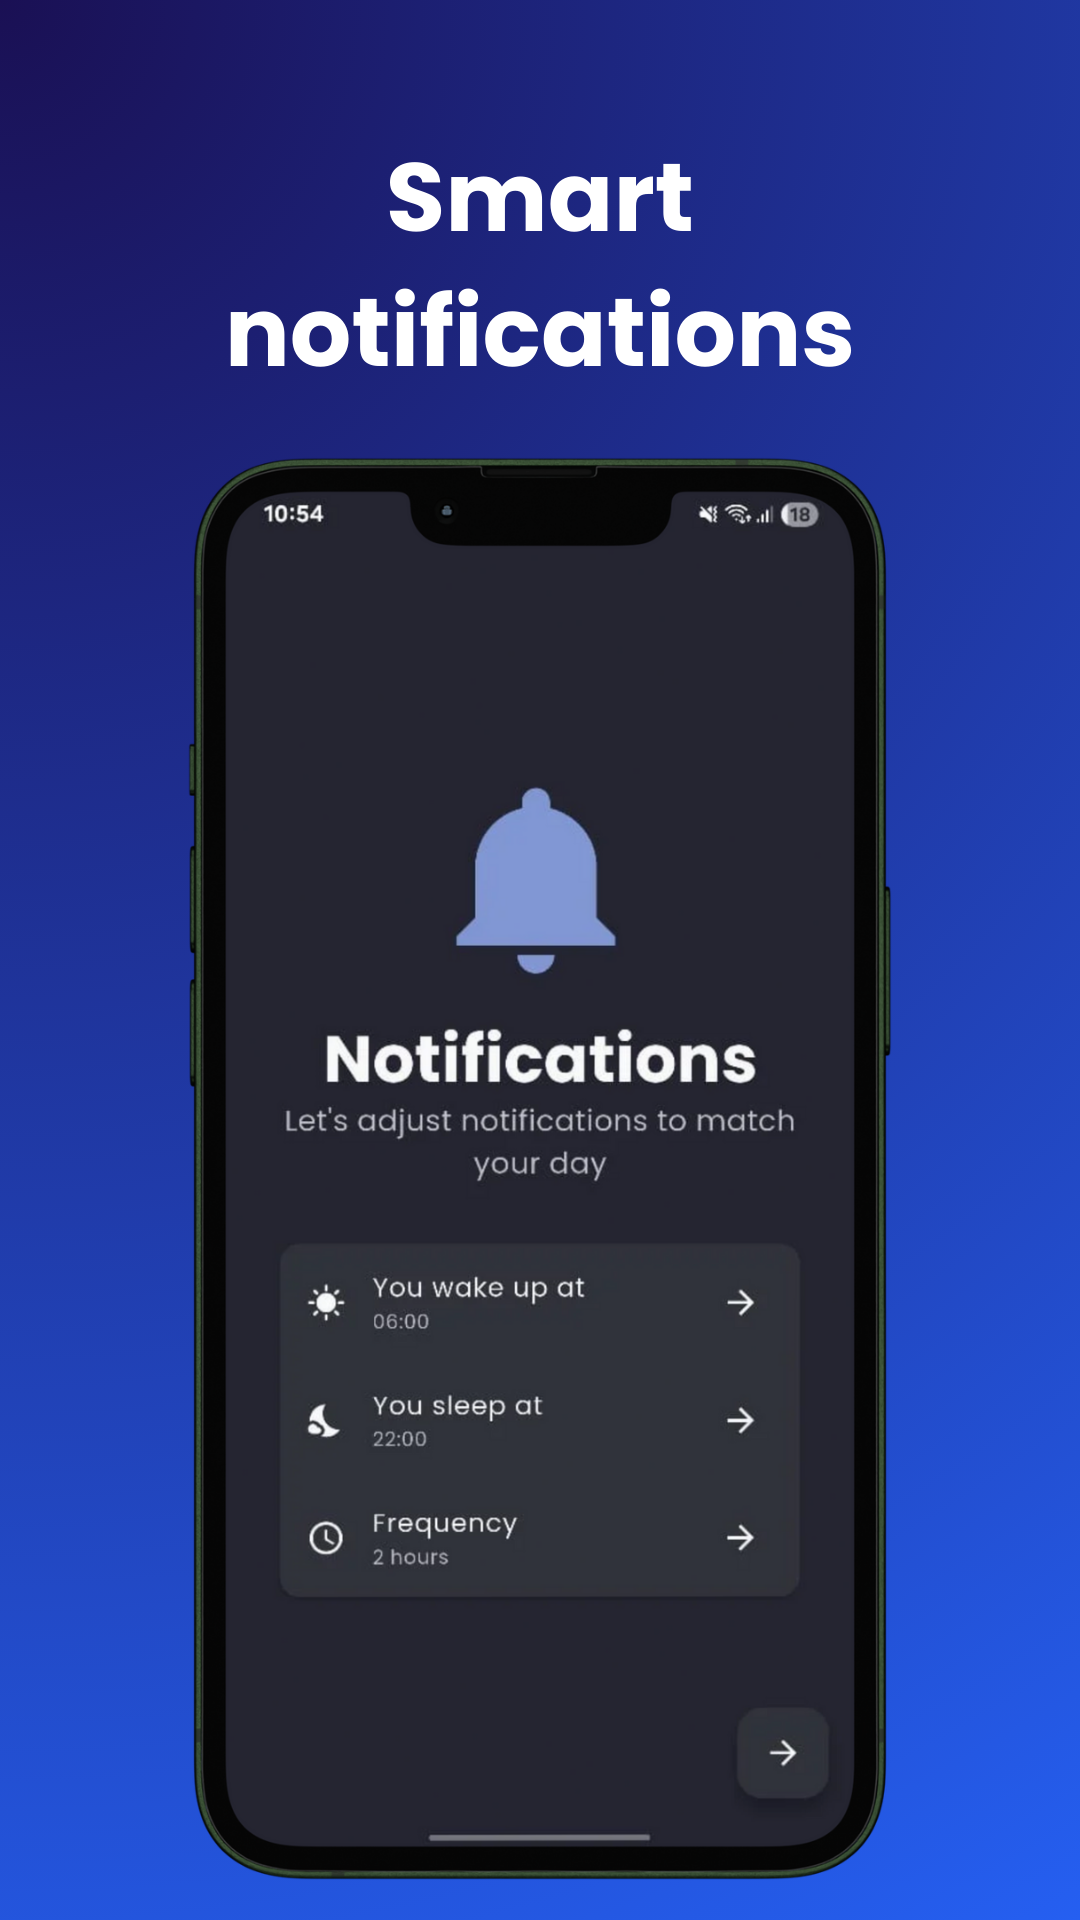 Smart
notifications
10:54
18
Notifications
Let's adjust notifications to match
your day
You wake up at
06:00
You sleep at
22:00
Frequency
2 hours